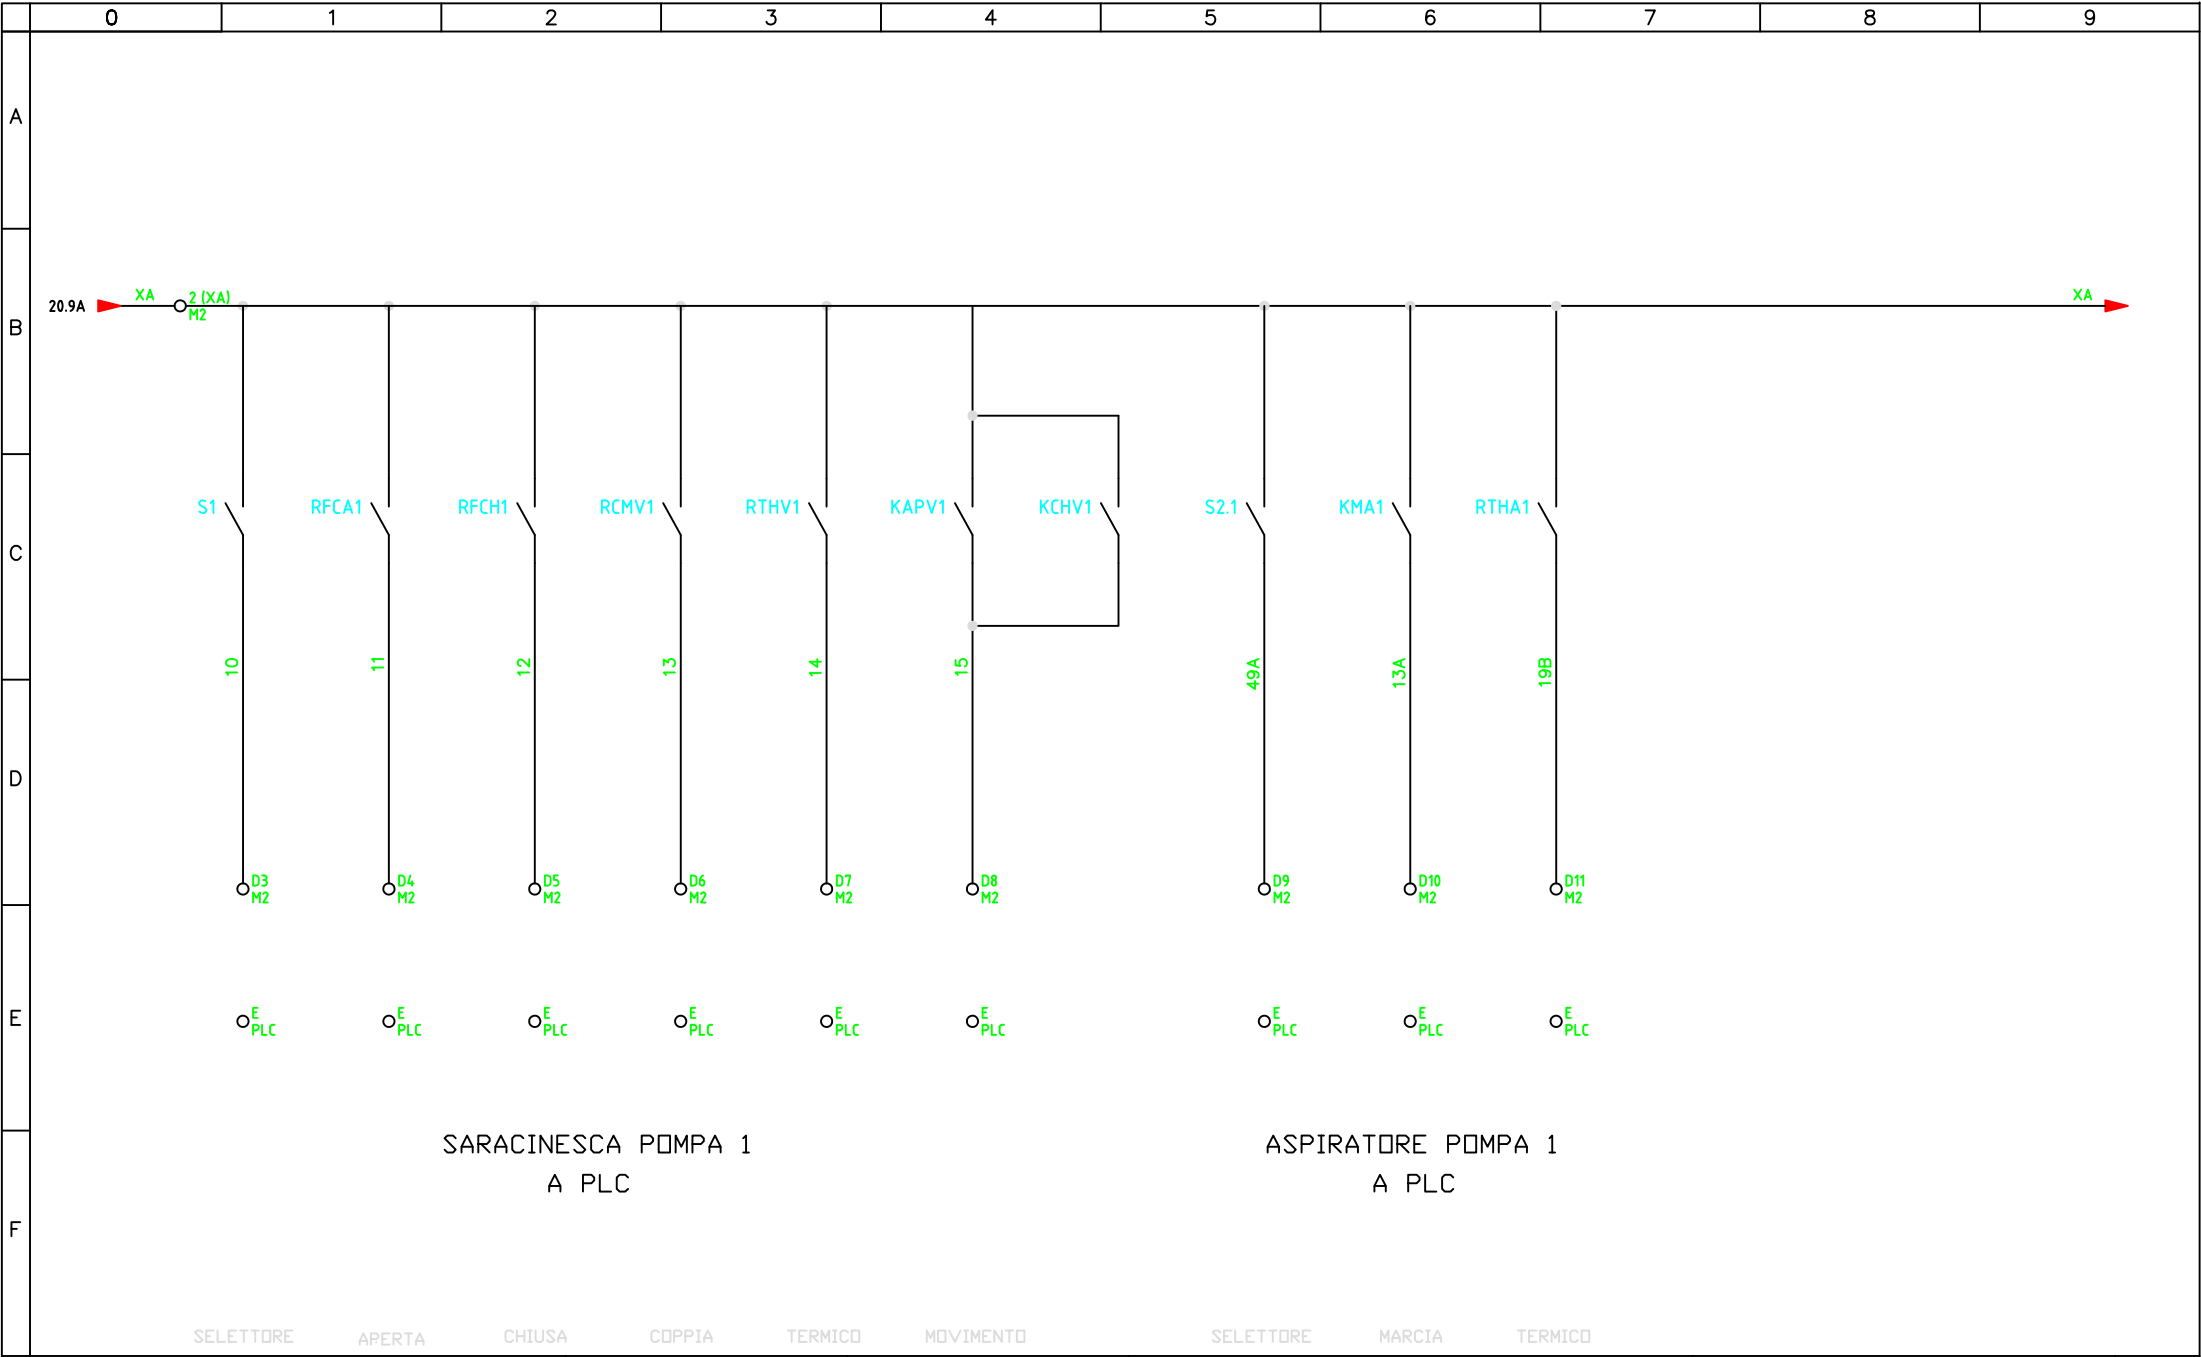 0 1 2 3 4 5 6 7 8 9
A
XA 2 (XA) XA
20.9A M2
B
S1 RFCA1 RFCH1 RCMV1 RTHV1 KAPV1 KCHV1 S2.1 KMA1 RTHA1
C
10 11 12 13 14 15 49A 13A 19B
D
D3 D4 D5 D6 D7 D8 D9 D10 D11
M2 M2 M2 M2 M2 M2 M2 M2 M2
E E E E E E E E E
E
PLC PLC PLC PLC PLC PLC PLC PLC PLC
SARACINESCA POMPA 1 ASPIRATORE POMPA 1
A PLC A PLC
F
SELETTORE APERTA CHIUSA COPPIA TERMICO MOVIMENTO SELETTORE MARCIA TERMICO